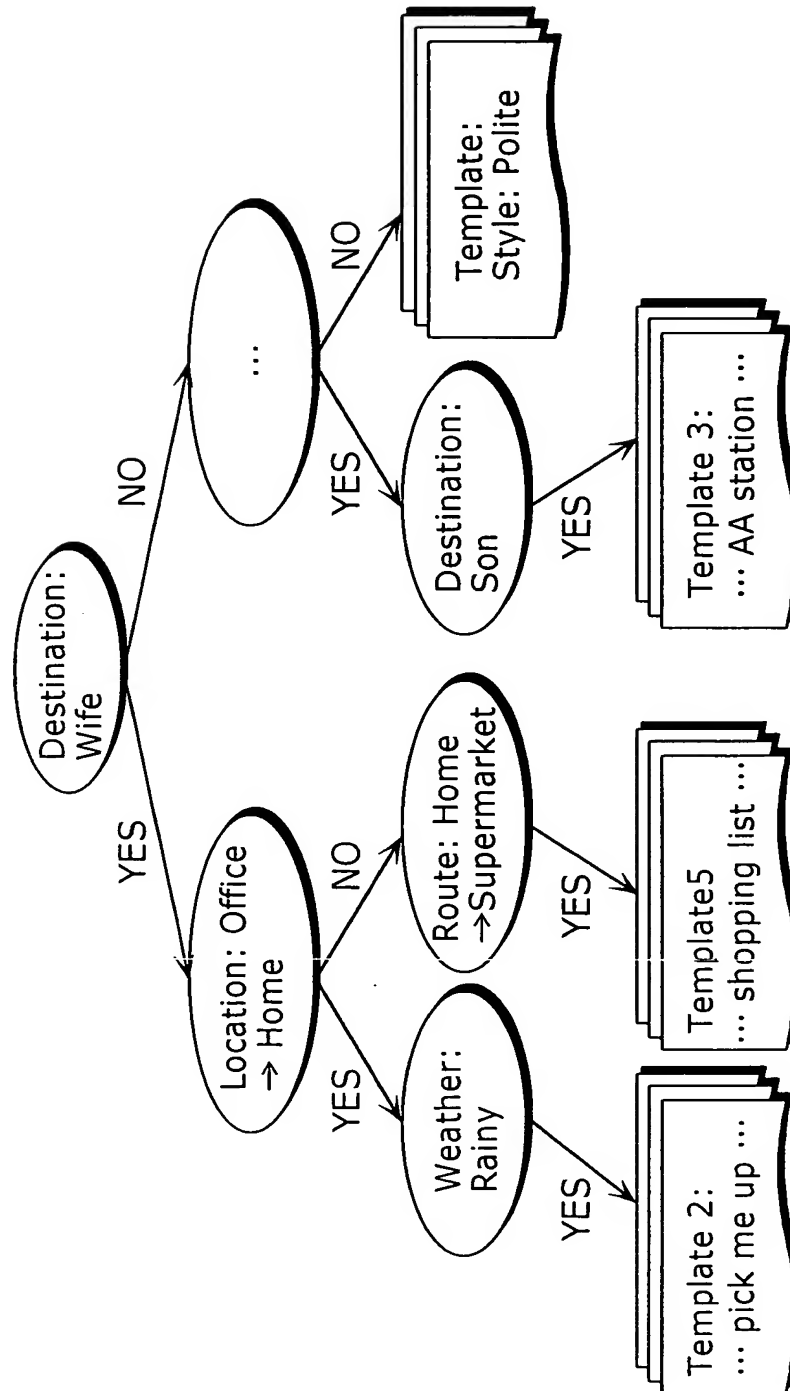 Destination:
Wife
YES
NO
Location: Office
→ Home
...
YES
NO
YES
NO
Weather:
Rainy
Route: Home
→Supermarket
Destination:
Son
Template:
Style: Polite
YES
YES
YES
Template 2:
... pick me up ...
Template5
... shopping list ...
Template 3:
... AA station ...